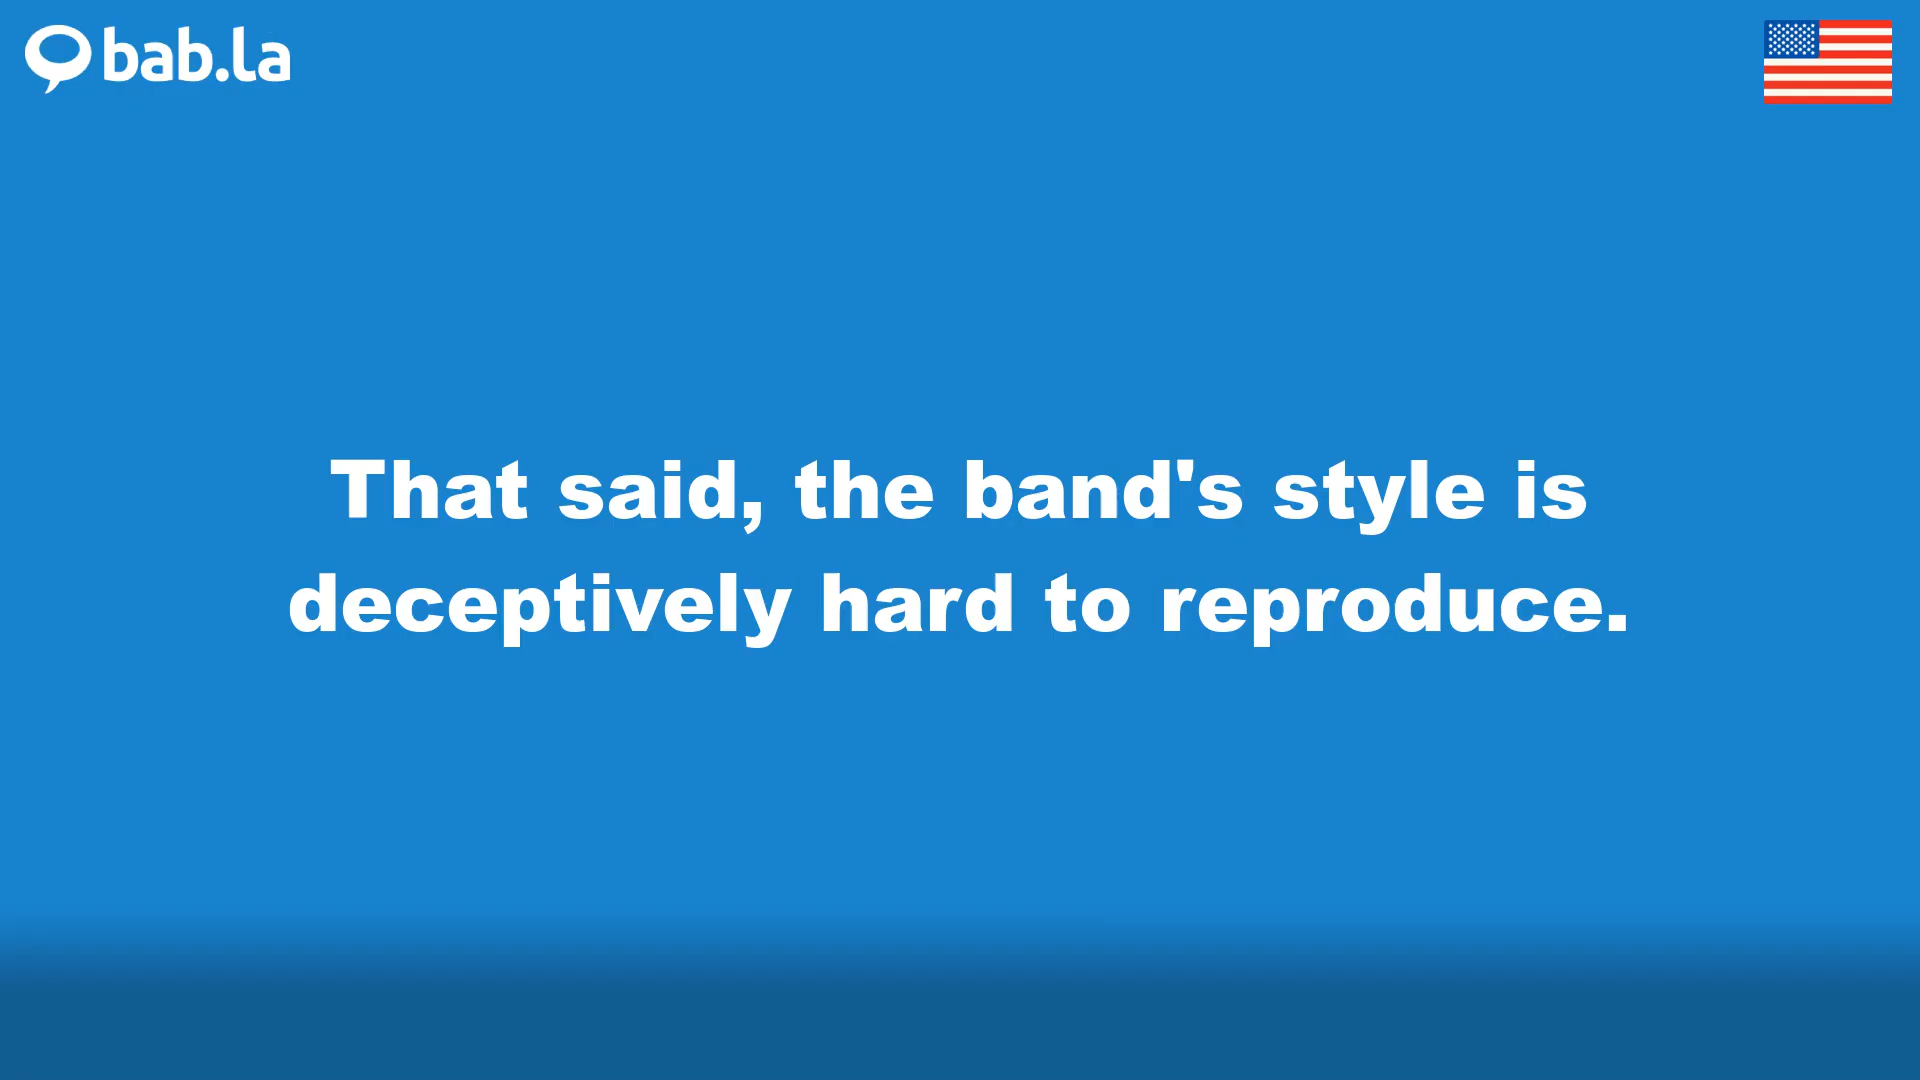 bab.la
That said, the band's style is
deceptively hard to reproduce.